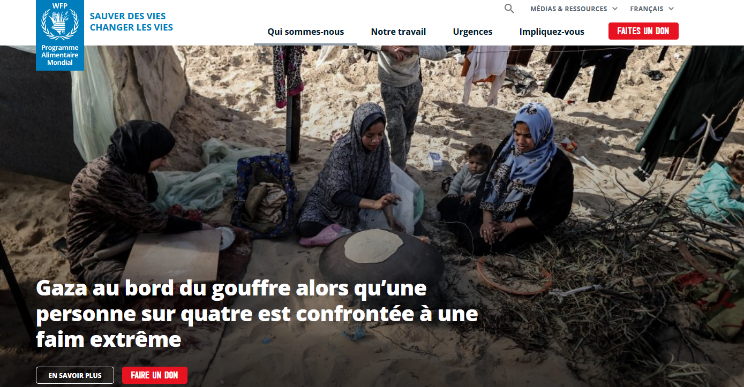 WFP
Programme
Alimentaire
Mondial
SAUVER DES VIES
CHANGER LES VIES
MÉDIAS & RESSOURCES
FRANÇAIS
Qui sommes-nous
Notre travail
Urgences
Impliquez-vous
FAITES UN DON
Gaza au bord du gouffre alors qu’une
personne sur quatre est confrontée à une
faim extrême
EN SAVOIR PLUS
FAIRE UN DON